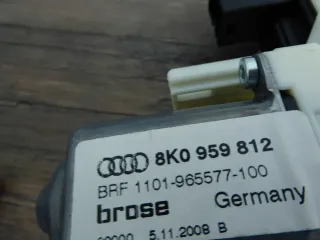 8K0 959 812
BRF 1101-965577-100
brose Germany
5.11.2008 B